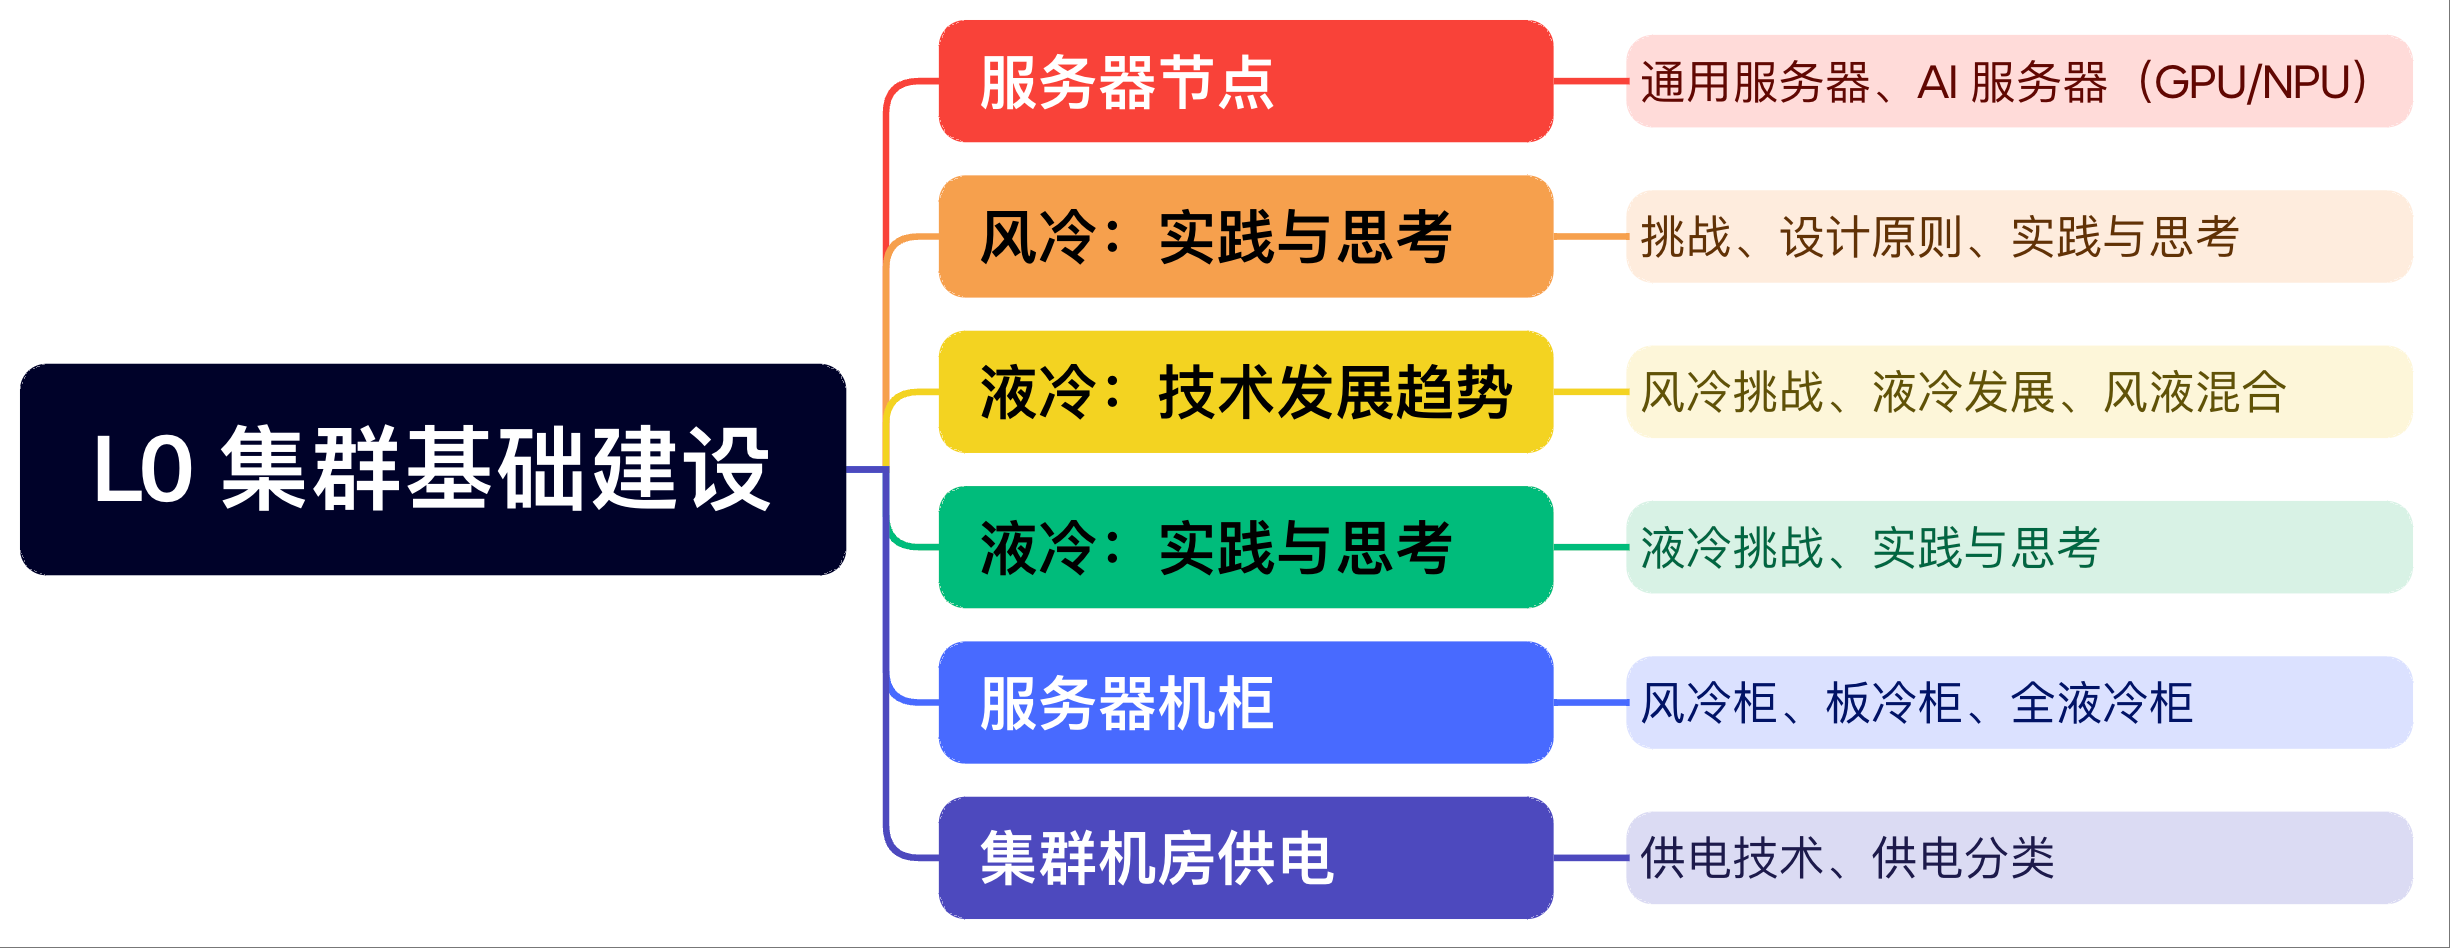 L0 集群基础建设
服务器节点
通用服务器、AI 服务器（GPU/NPU）
风冷：实践与思考
挑战、设计原则、实践与思考
液冷：技术发展趋势
风冷挑战、液冷发展、风液混合
液冷：实践与思考
液冷挑战、实践与思考
服务器机柜
风冷柜、板冷柜、全液冷柜
集群机房供电
供电技术、供电分类